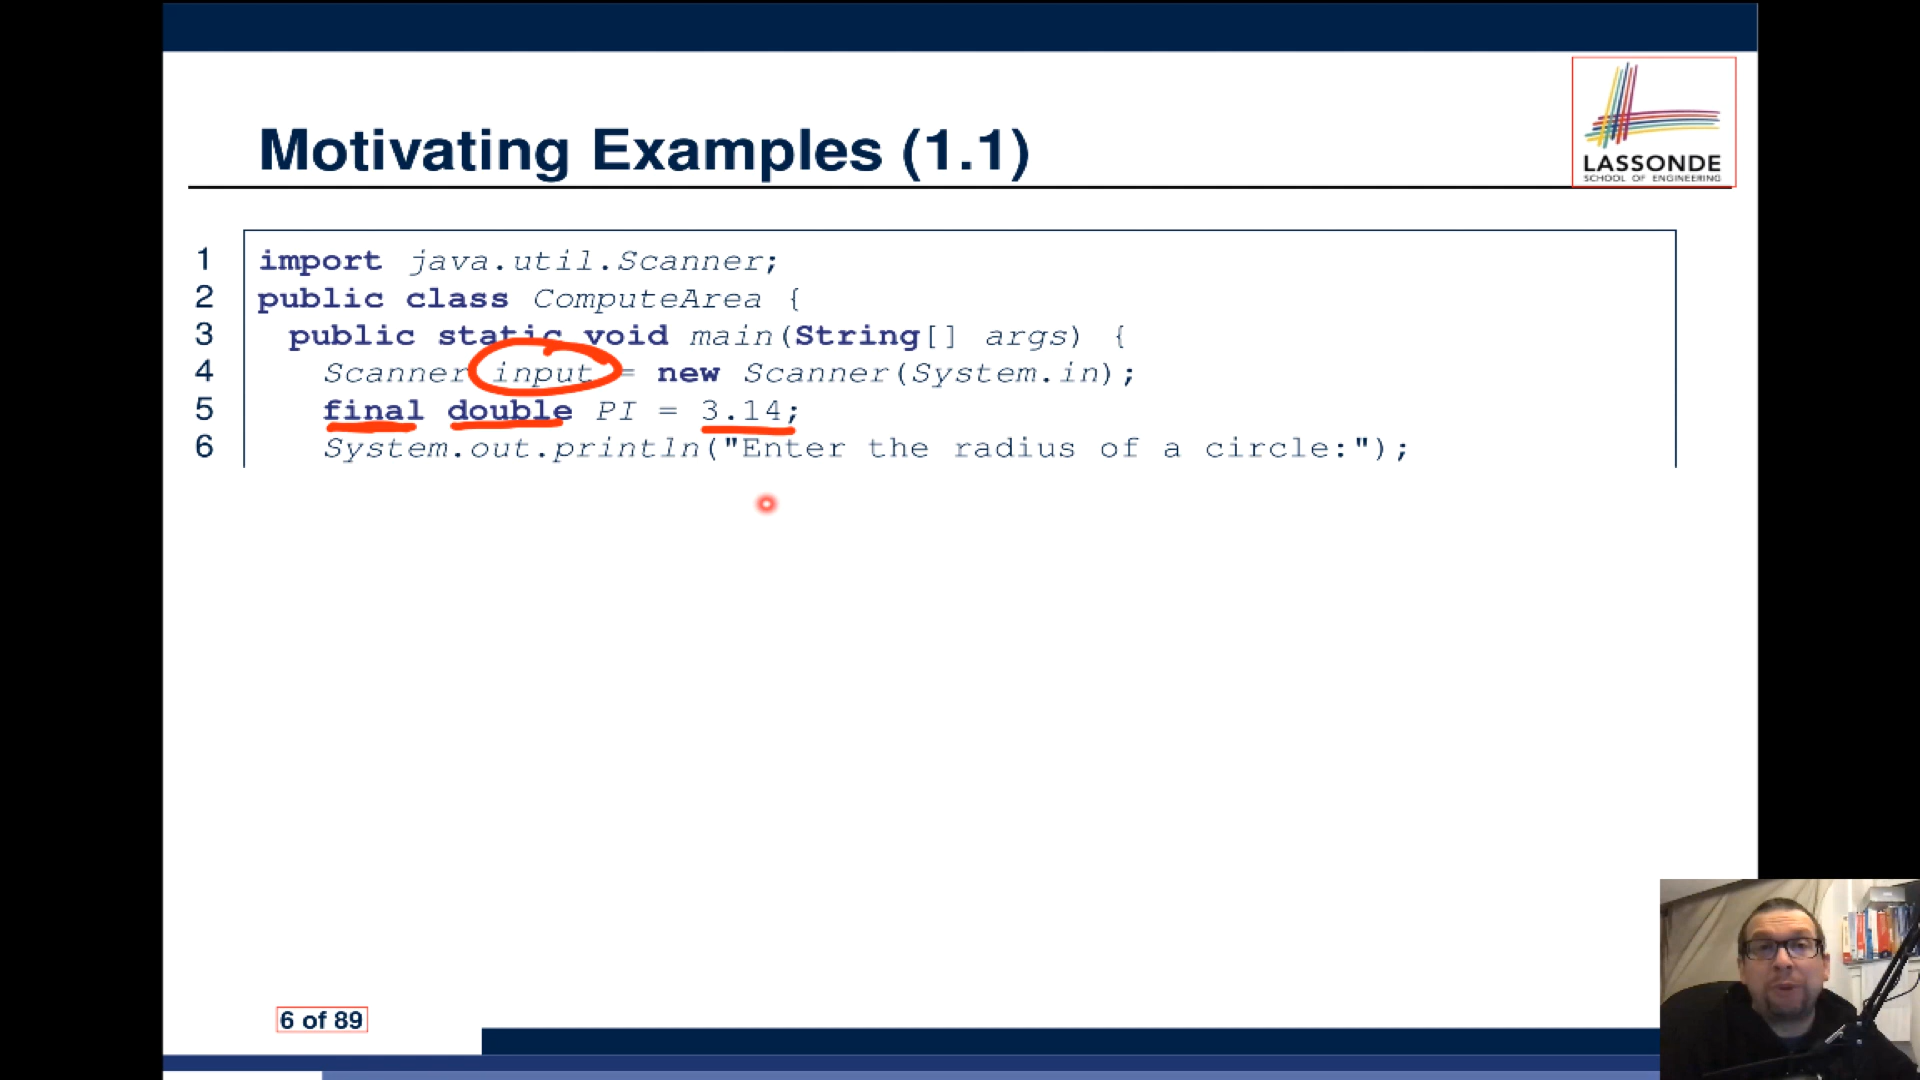 Motivating Examples (1.1)
LASSONDE
SCHOOL OF ENGINEERING
1 import java.util.Scanner;
2 public class ComputeArea {
3 public static void main(String[] args) {
4 Scanner input = new Scanner(System.in);
5 final double PI = 3.14;
6 System.out.println("Enter the radius of a circle:");
6 of 89